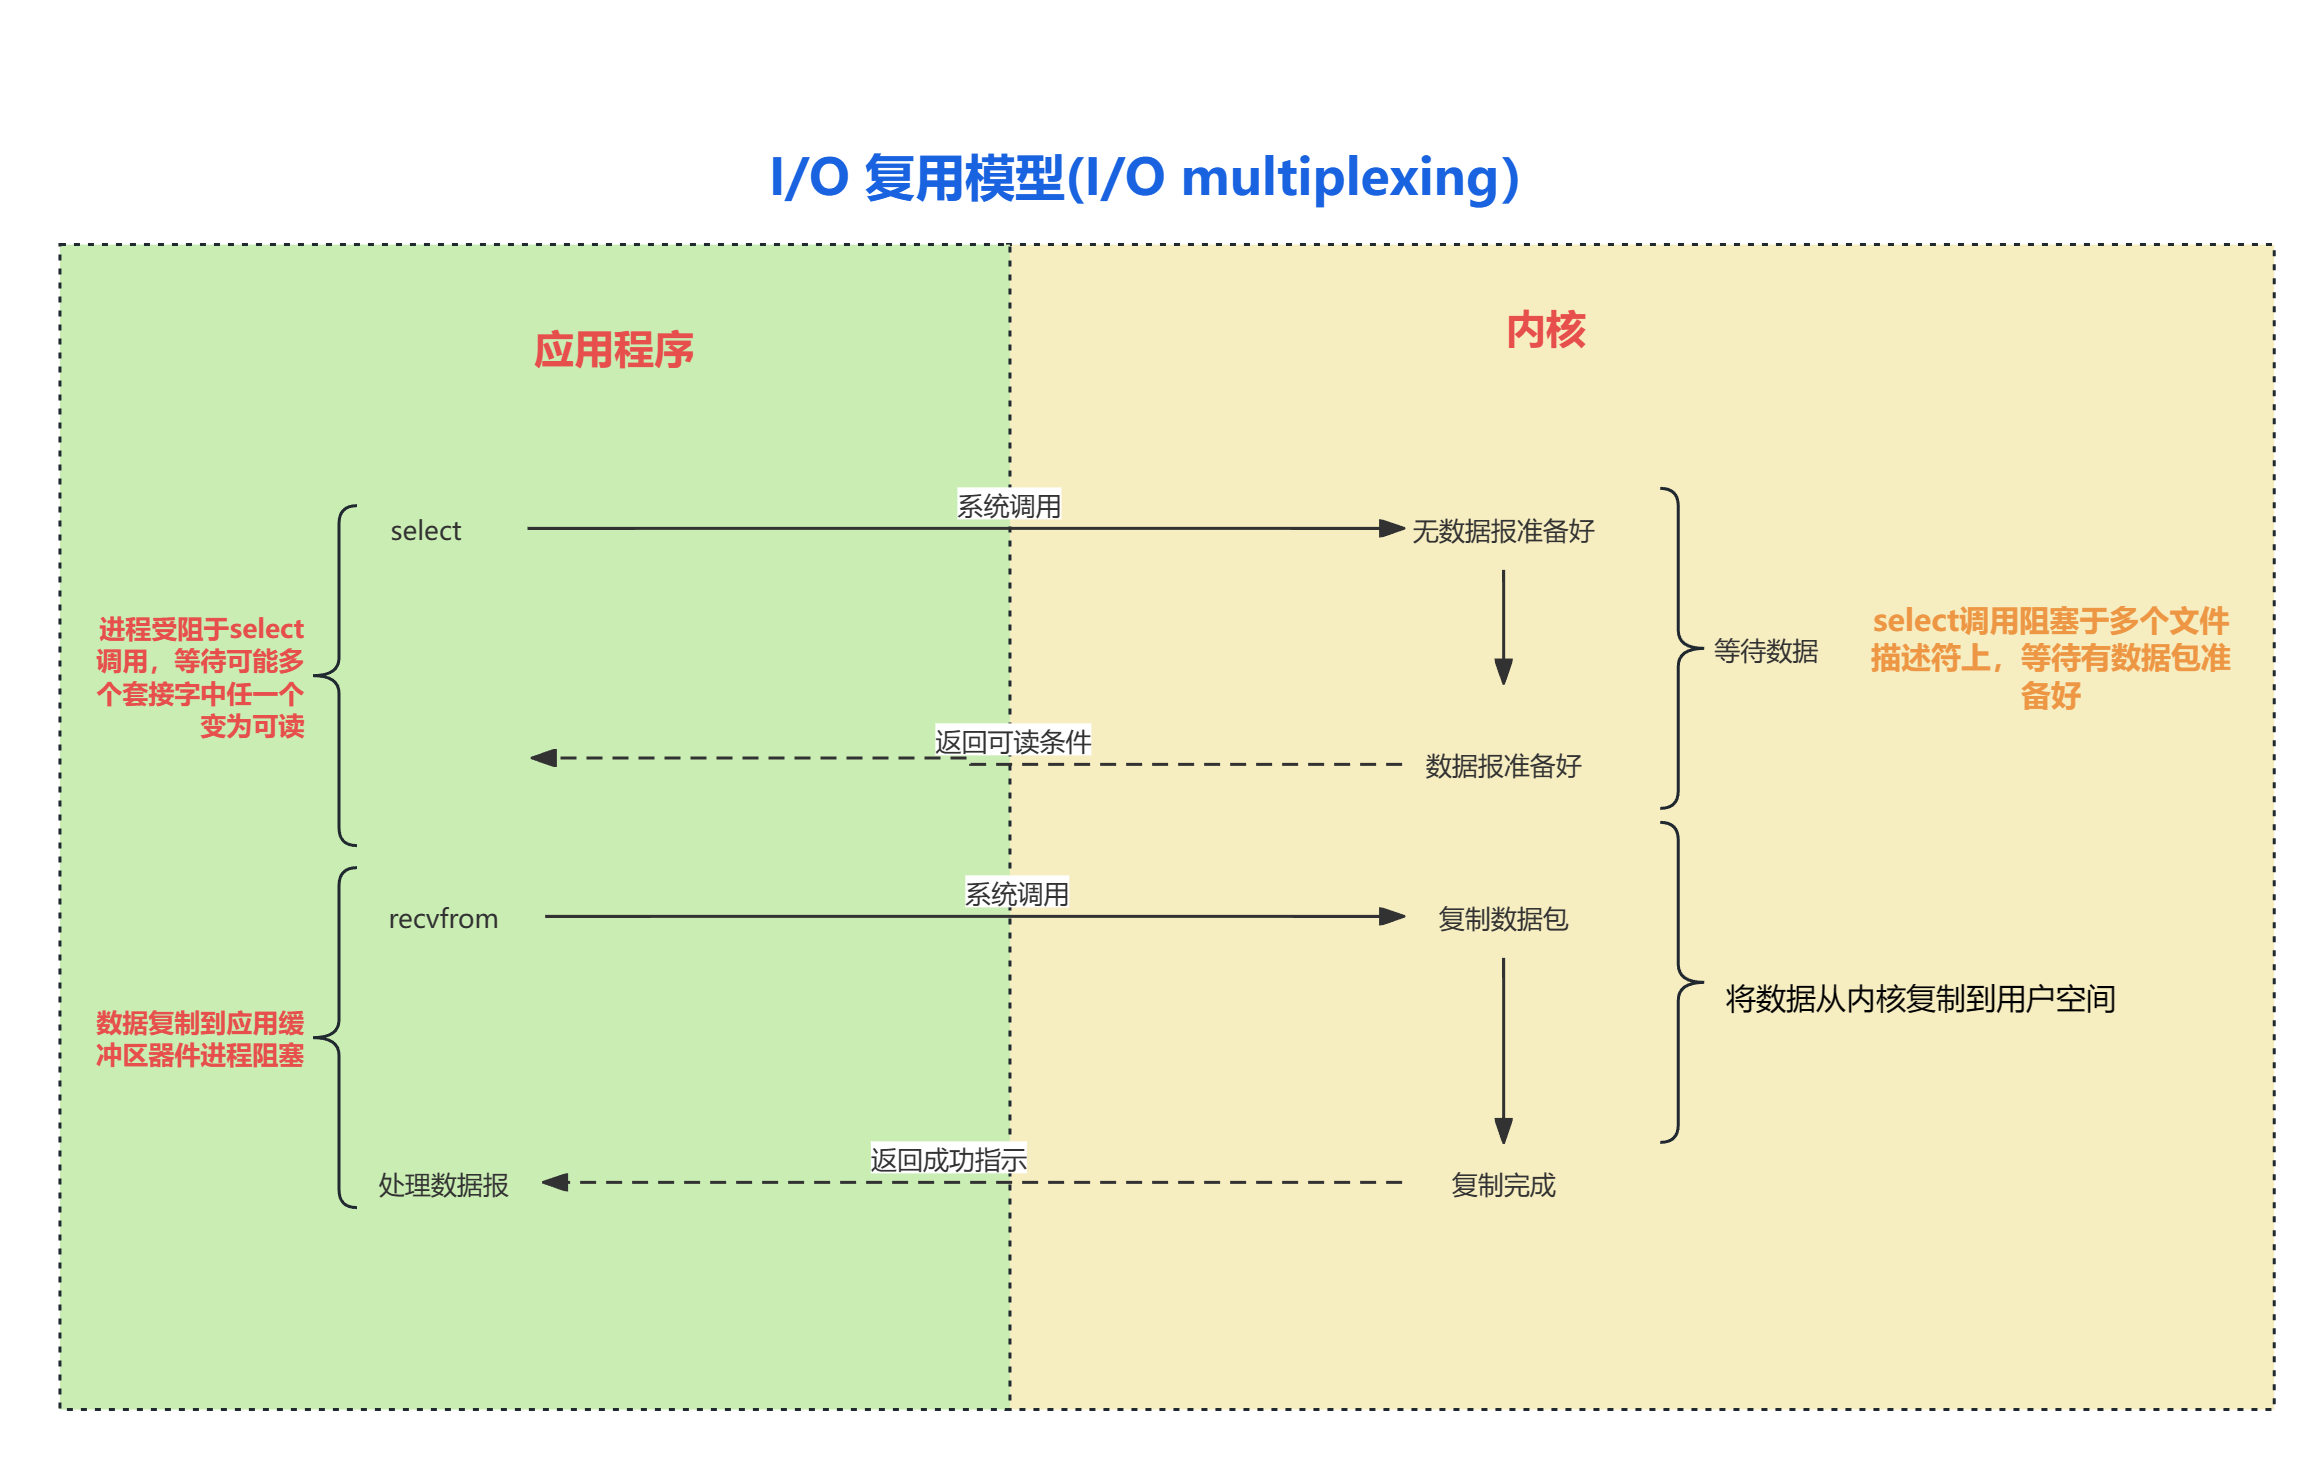 I/O 复用模型(I/O multiplexing)
应用程序
内核
系统调用
select
无数据报准备好
进程受阻于select
调用，等待可能多
个套接字中任一个
变为可读
等待数据
select调用阻塞于多个文件
描述符上，等待有数据包准
备好
返回可读条件
数据报准备好
系统调用
recvfrom
复制数据包
数据复制到应用缓
冲区器件进程阻塞
将数据从内核复制到用户空间
返回成功指示
处理数据报
复制完成